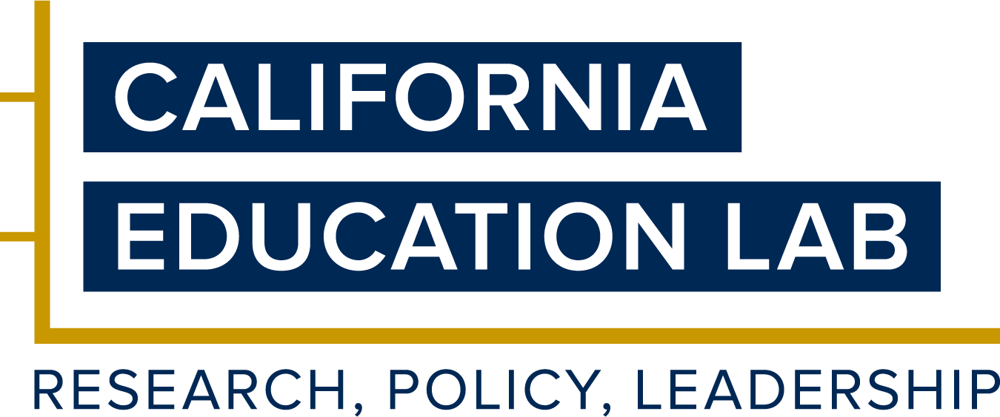 CALIFORNIA
EDUCATION LAB
RESEARCH, POLICY, LEADERSHIP